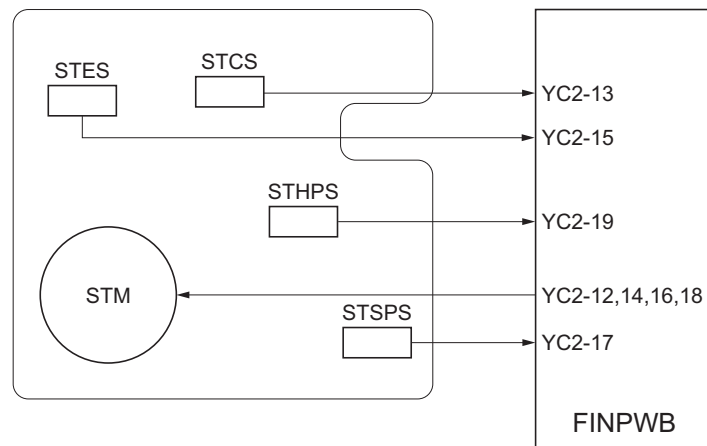 STES
STCS
YC2-13
YC2-15
STHPS
YC2-19
STM
YC2-12,14,16,18
STSPS
YC2-17
FINPWB